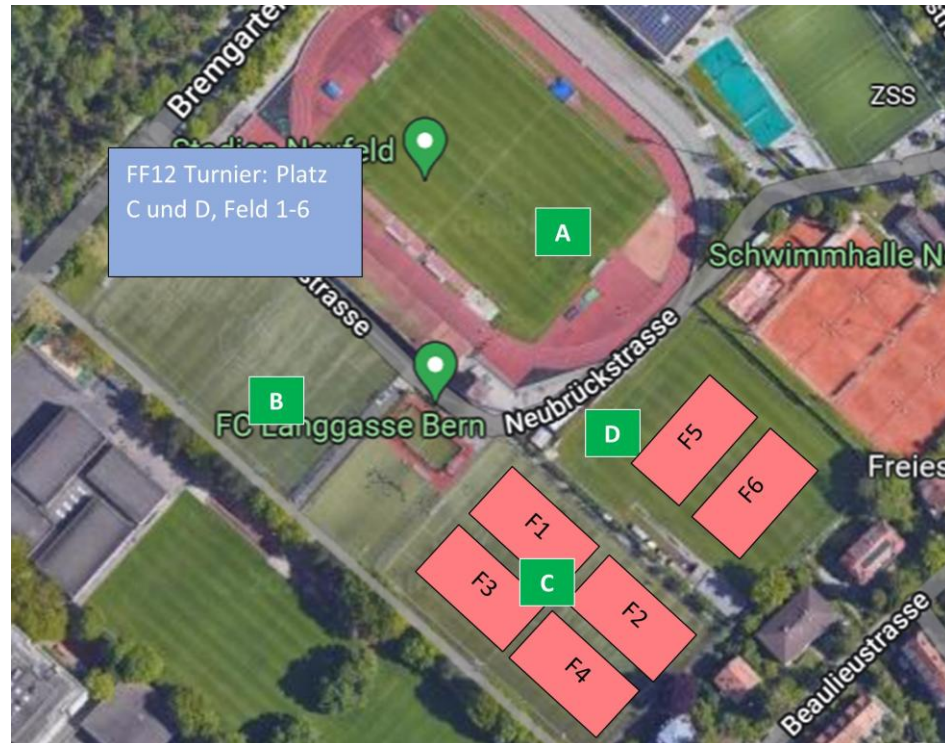 Bremgarten
ZSS
Stadion Neufeld
FF12 Turnier: Platz
C und D, Feld 1-6
A
Schwimmhalle N
strasse
B
FC Länggasse Bern
Neubrückstrasse
D
F5
F6
Freies
F1
C
F3
F2
F4
Beaulieustrasse